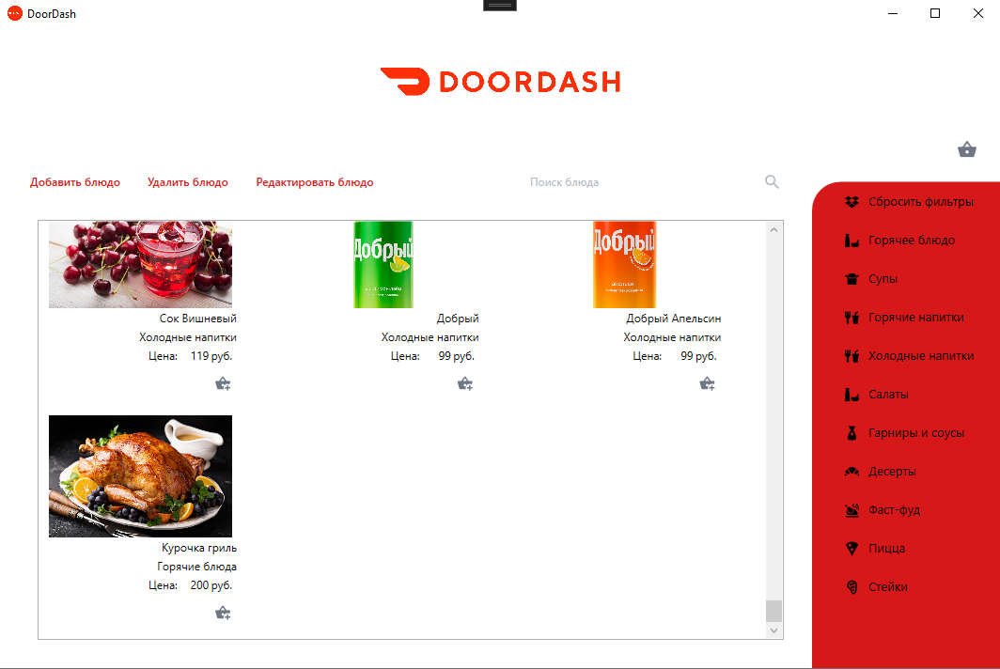 DoorDash
DOORDASH
Добавить блюдо
Удалить блюдо
Редактировать блюдо
Поиск блюда
Добрый
Добрый
апельсин
Сок Вишневый
Холодные напитки
Цена: 119 руб.
Добрый
Холодные напитки
Цена: 99 руб.
Добрый Апельсин
Холодные напитки
Цена: 99 руб.
Курочка гриль
Горячие блюда
Цена: 200 руб.
Сбросить фильтры
Горячее блюдо
Супы
Горячие напитки
Холодные напитки
Салаты
Гарниры и соусы
Десерты
Фаст-фуд
Пицца
Стейки